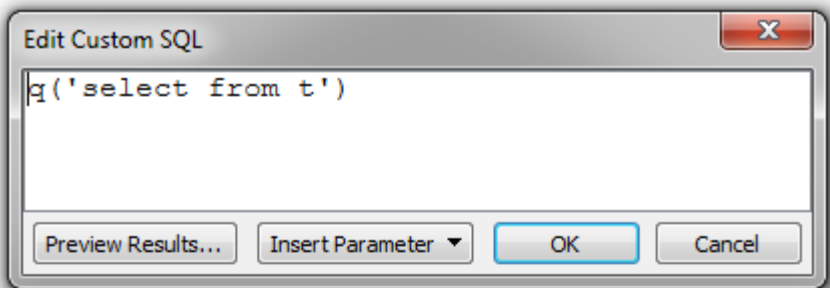 Edit Custom SQL
q('select from t')
Preview Results... Insert Parameter OK Cancel